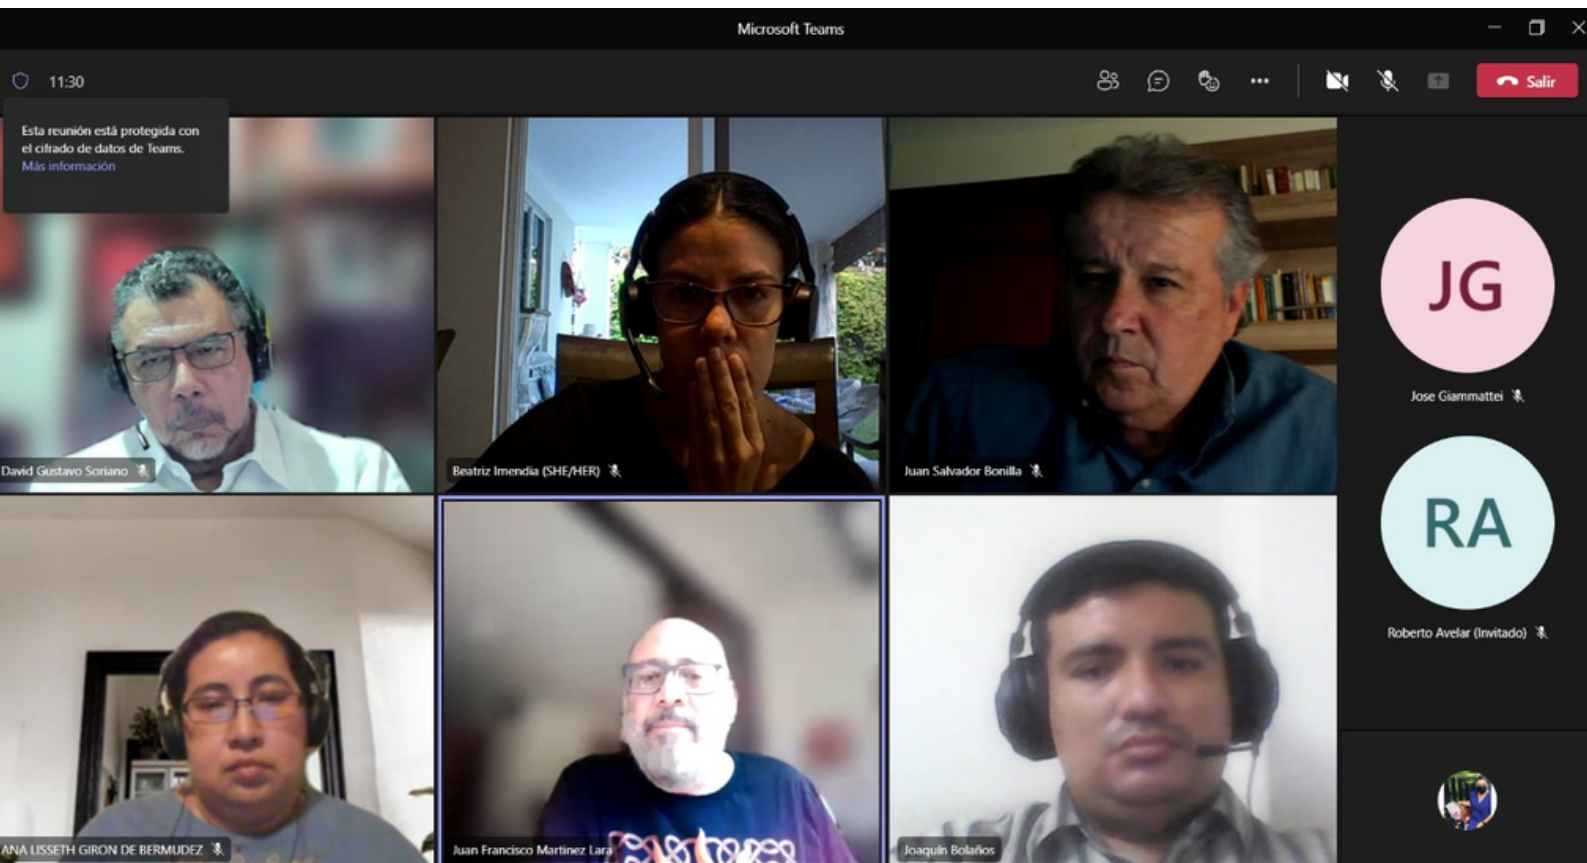 Microsoft Teams
11:30
Salir
Esta reunión está protegida con
el cifrado de datos de Teams.
Más información
David Gustavo Soriano
Beatriz Imendia (SHE/HER)
Juan Salvador Bonilla
JG
Jose Giammattei
RA
Roberto Avelar (Invitado)
ANA LISSETH GIRON DE BERMUDEZ
Juan Francisco Martinez Lara
Joaquín Bolaños